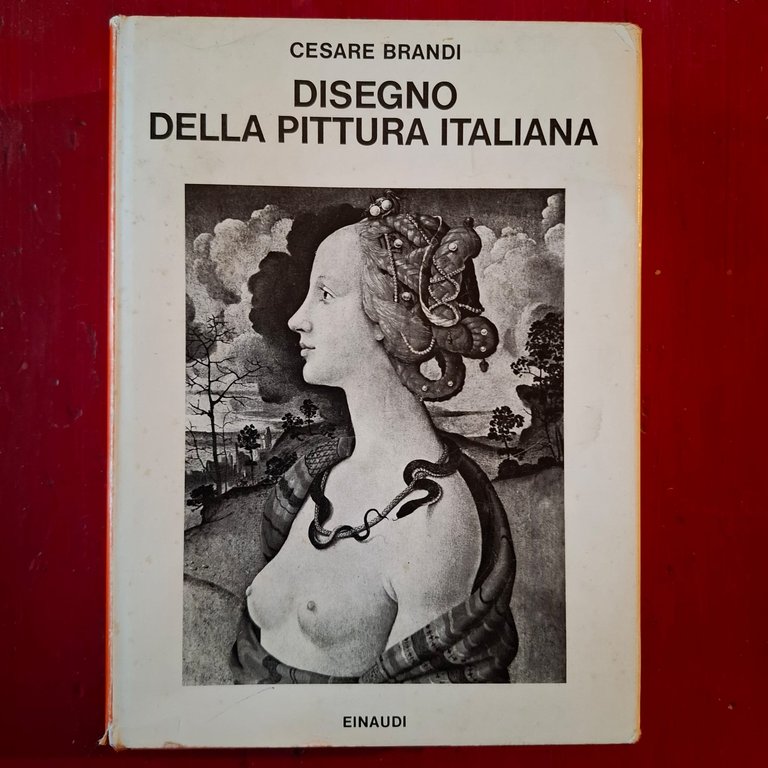 CESARE BRANDI
DISEGNO
DELLA PITTURA ITALIANA
EINAUDI